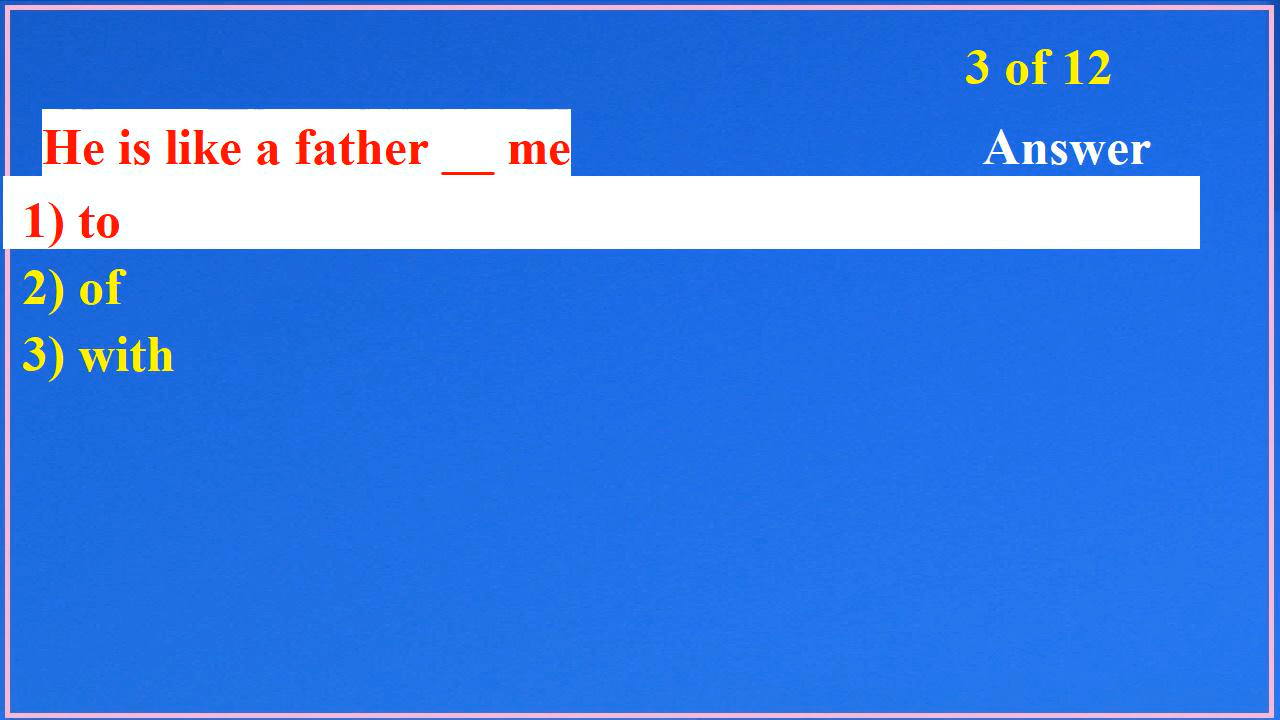 3 of 12
He is like a father __ me
Answer
1) to
2) of
3) with